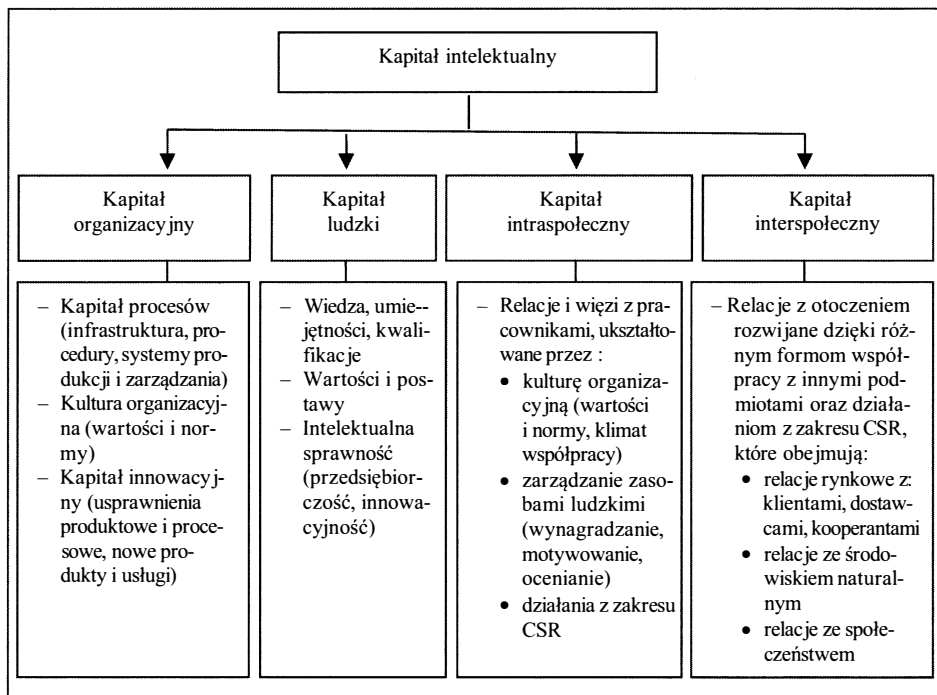 Kapitał intelektualny
Kapitał
organizacyjny
– Kapitał procesów
(infrastruktura, pro-
cedury, systemy pro-
dukcji i zarządzania)
– Kultura organizacyj-
na (wartości i nor-
my)
– Kapitał innowacyj-
ny (usprawnienia
produktowe i proce-
sowe, nowe pro-
dukty i usługi)
Kapitał
ludzki
– Wiedza, umie--
jętności, kwali-
fikacje
– Wartości i pos-
tawy
– Intelektualna
sprawność
(przedsiębior-
czość, innowa-
cyjność)
Kapitał
intraspołeczny
– Relacje i więzi z pra-
cownikami, ukształto-
wane przez :
• kulturę organiza-
cyjną (wartości
i normy, klimat
współpracy)
• zarządzanie zaso-
bami ludzkimi
(wynagradzanie,
motywowanie,
ocenianie)
• działania z zakresu
CSR
Kapitał
interspołeczny
– Relacje z otoczeniem
rozwijane dzięki róż-
nym formom współ-
pracy z innymi pod-
miotami oraz działa-
niom z zakresu CSR,
które obejmują:
• relacje rynkowe z:
klientami, dostaw-
cami, kooperantami
• relacje ze środo-
wiskiem natural-
nym
• relacje ze społe-
czeństwem